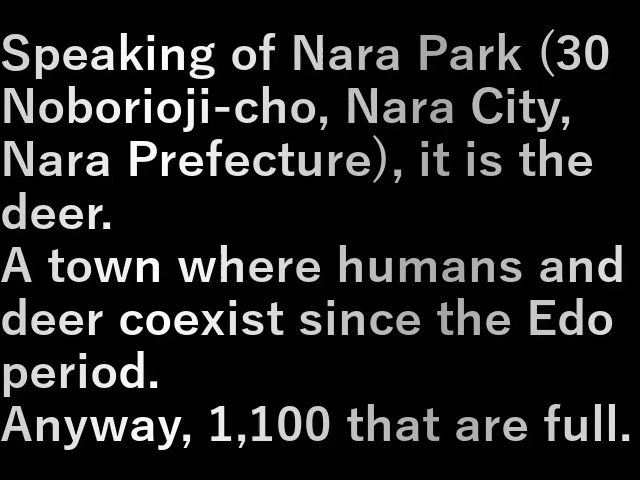 Speaking of Nara Park (30
Noborioji-cho, Nara City,
Nara Prefecture), it is the
deer.
A town where humans and
deer coexist since the Edo
period.
Anyway, 1,100 that are full.